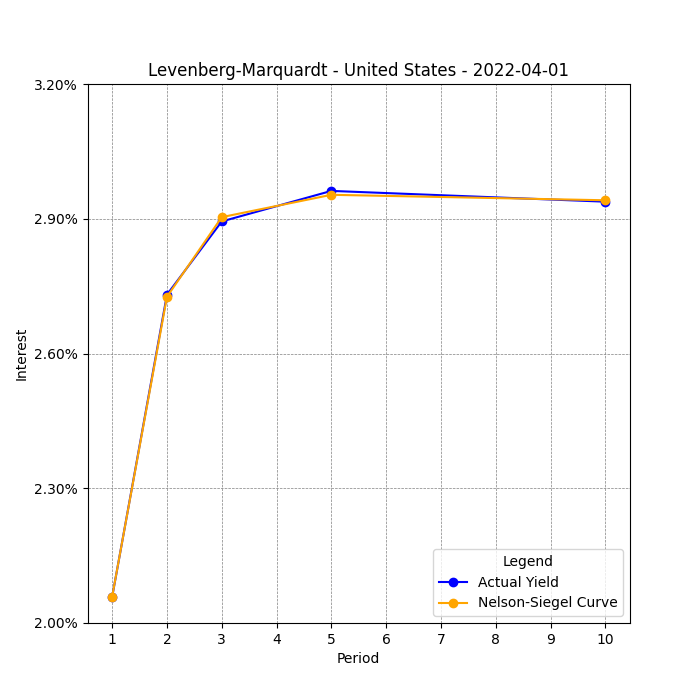 Levenberg-Marquardt - United States - 2022-04-01
3.20%
2.90%
2.60%
2.30%
2.00%
Interest
1 2 3 4 5 6 7 8 9 10
Period
Legend
Actual Yield
Nelson-Siegel Curve